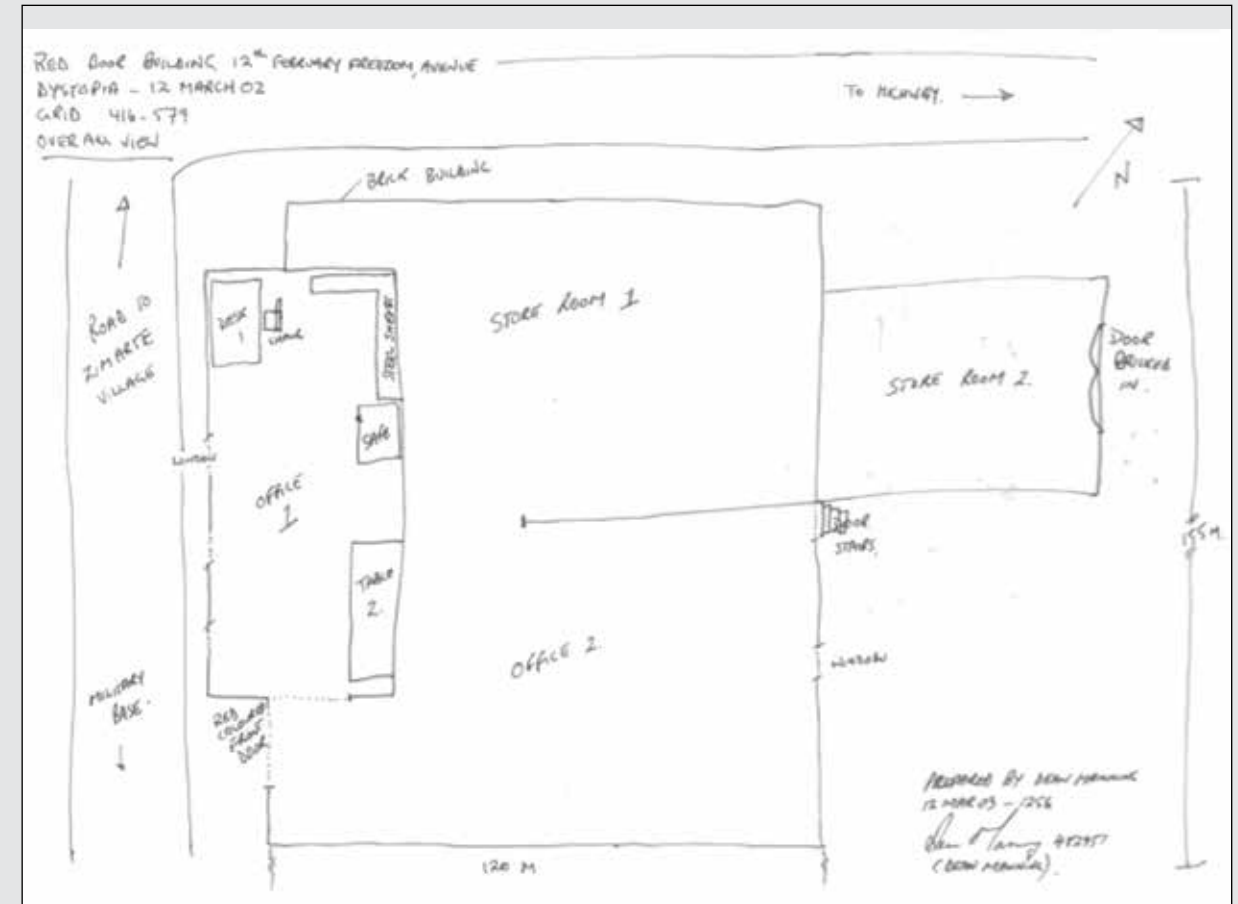 RED DOOR BUILDING, 12th FEBRUARY FREEDOM, AVENUE
DYSTOPIA - 12 MARCH 02
GRID 416-579
OVERALL VIEW
TO HIGHWAY.
N
BRICK BUILDING
ROAD TO
ZIMARTE
VILLAGE
DESK
1
CHAIR
STEEL
STORE ROOM 1
DOOR
BRICKED
IN.
STORE ROOM 2.
SAFE
WINDOW
OFFICE
1
DOOR
STAIRS.
155M.
TABLE
2.
OFFICE 2
WINDOW
MILITARY
BASE.
RED
COLOURED
FRONT
DOOR
PREPARED BY DEAN MANNING
12 MAR 03 - 1256
452957
(DEAN MANNING).
120 M